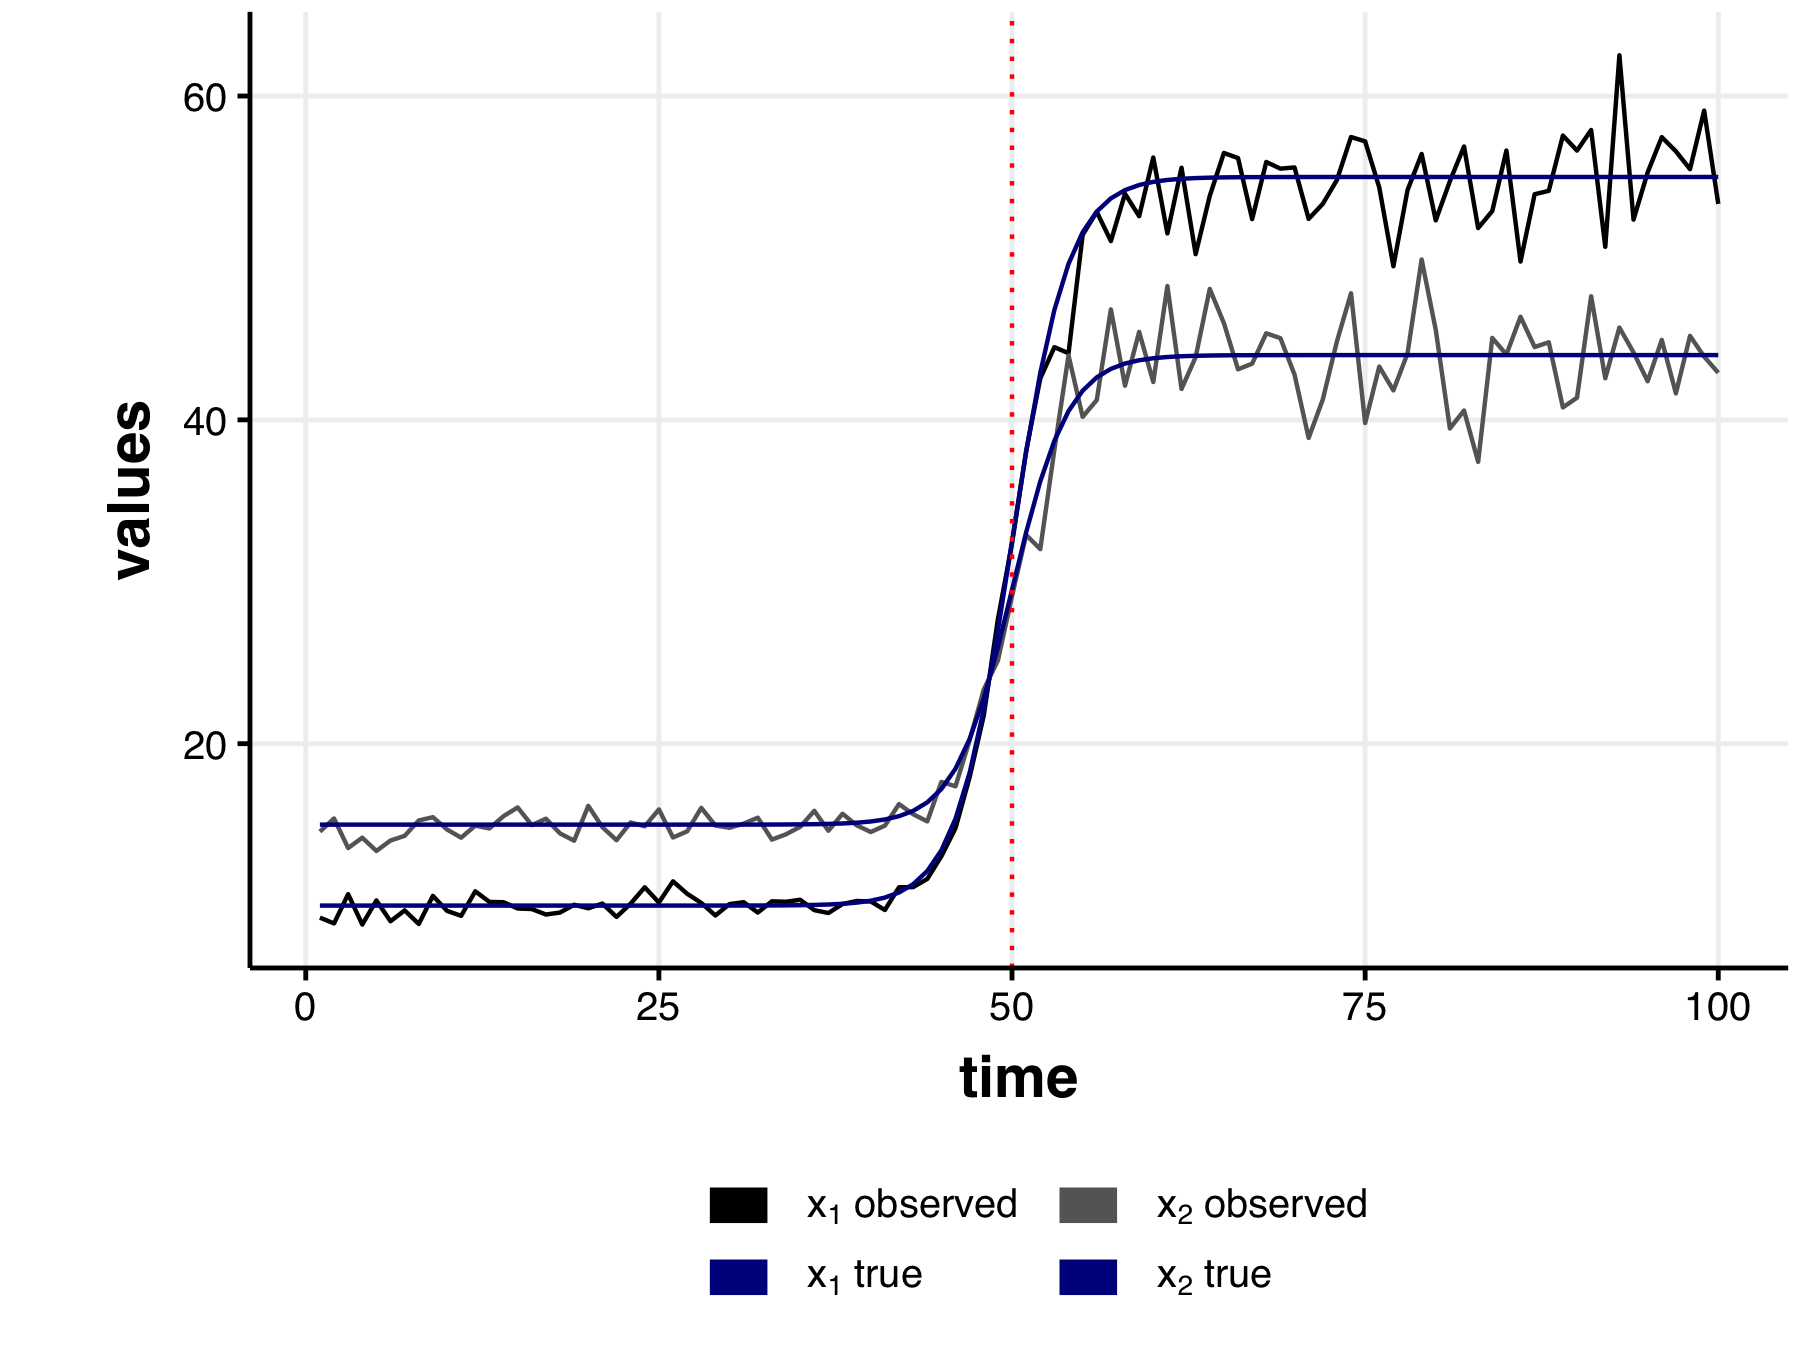 60
40
20
values
0 25 50 75 100
time
x₁ observed x₂ observed
x₁ true x₂ true